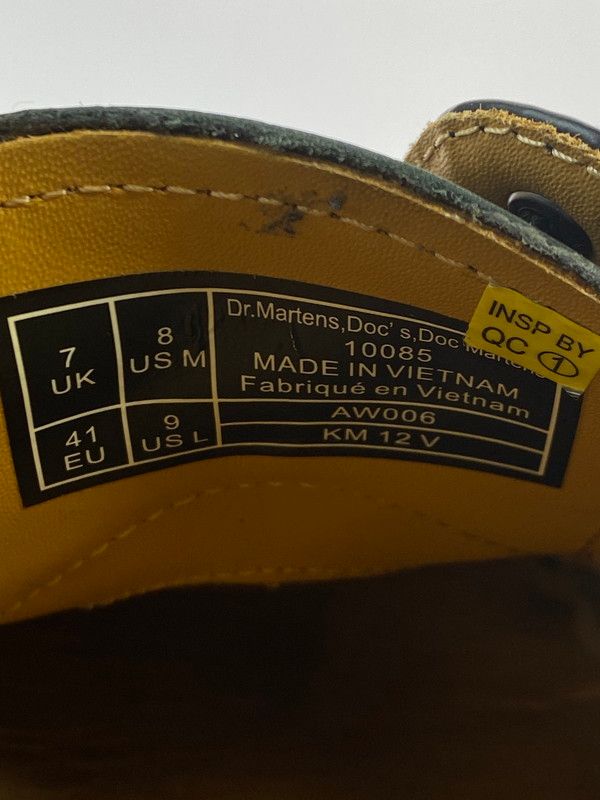 7
UK
8
US M
41
EU
9
US L
Dr.Martens,Doc's,Doc Martens
10085
MADE IN VIETNAM
Fabriqué en Vietnam
AW006
KM 12 V
INSP BY
QC 1